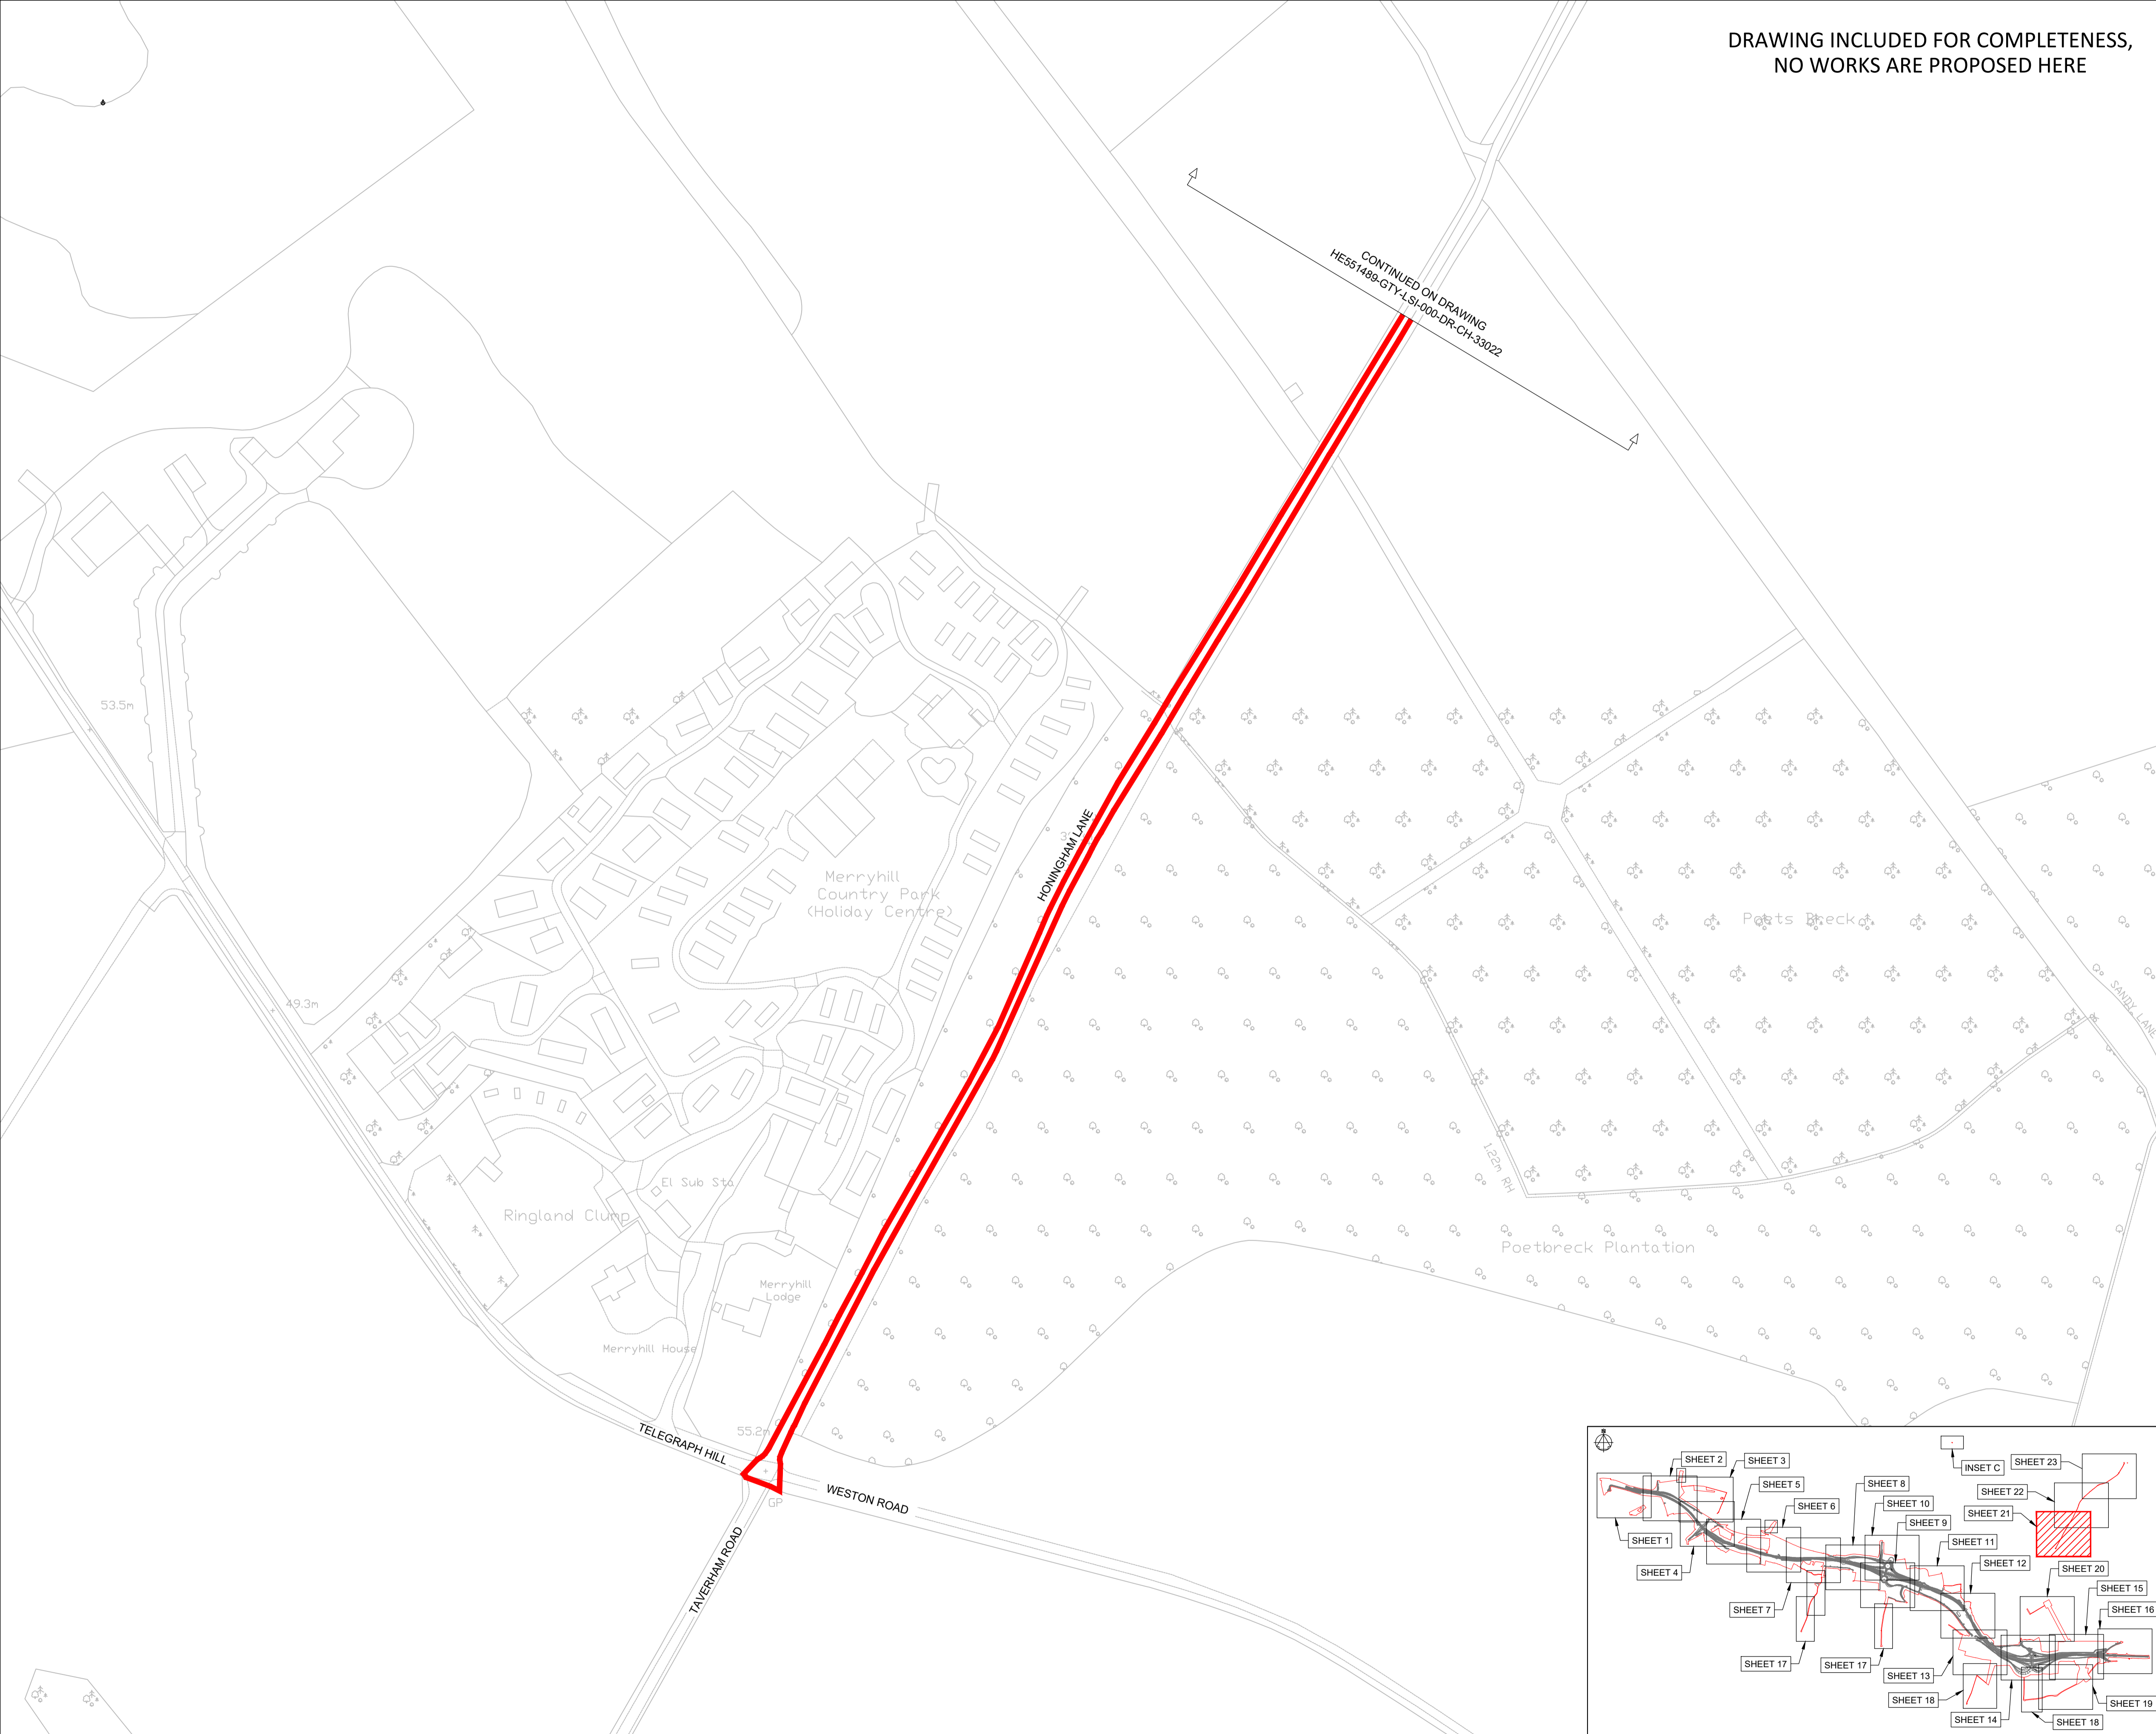 DRAWING INCLUDED FOR COMPLETENESS,
NO WORKS ARE PROPOSED HERE
CONTINUED ON DRAWING
HE551489-GTY-LSI-000-DR-CH-33022
53.5m
HONINGHAM LANE
Merryhill
Country Park
(Holiday Centre)
Poets Breck
49.3m
SANDY LANE
1.22m RH
El Sub Sta
Ringland Clump
Poetbreck Plantation
Merryhill
Lodge
Merryhill House
55.2m
TELEGRAPH HILL
WESTON ROAD
GP
TAVERHAM ROAD
N
SHEET 2
SHEET 3
INSET C
SHEET 23
SHEET 5
SHEET 8
SHEET 22
SHEET 6
SHEET 10
SHEET 21
SHEET 9
SHEET 1
SHEET 11
SHEET 12
SHEET 4
SHEET 20
SHEET 15
SHEET 7
SHEET 16
SHEET 17
SHEET 17
SHEET 13
SHEET 18
SHEET 19
SHEET 14
SHEET 18